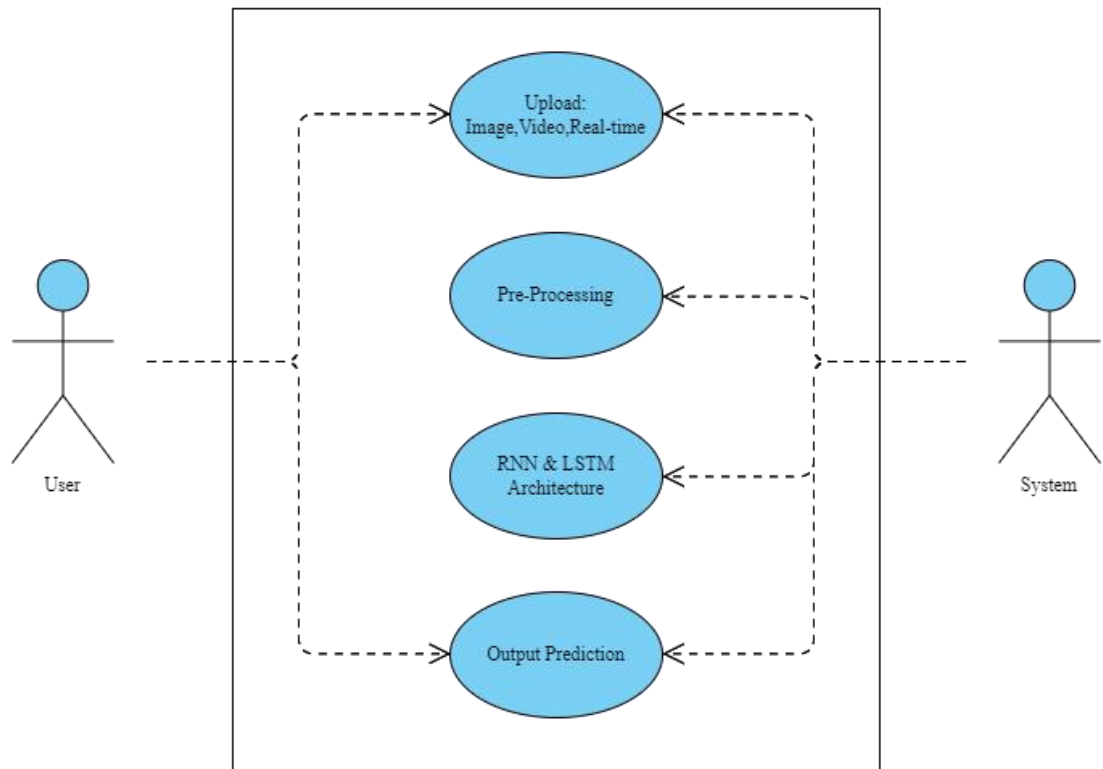 Upload:
Image,Video,Real-time
Pre-Processing
RNN & LSTM
Architecture
User
System
Output Prediction